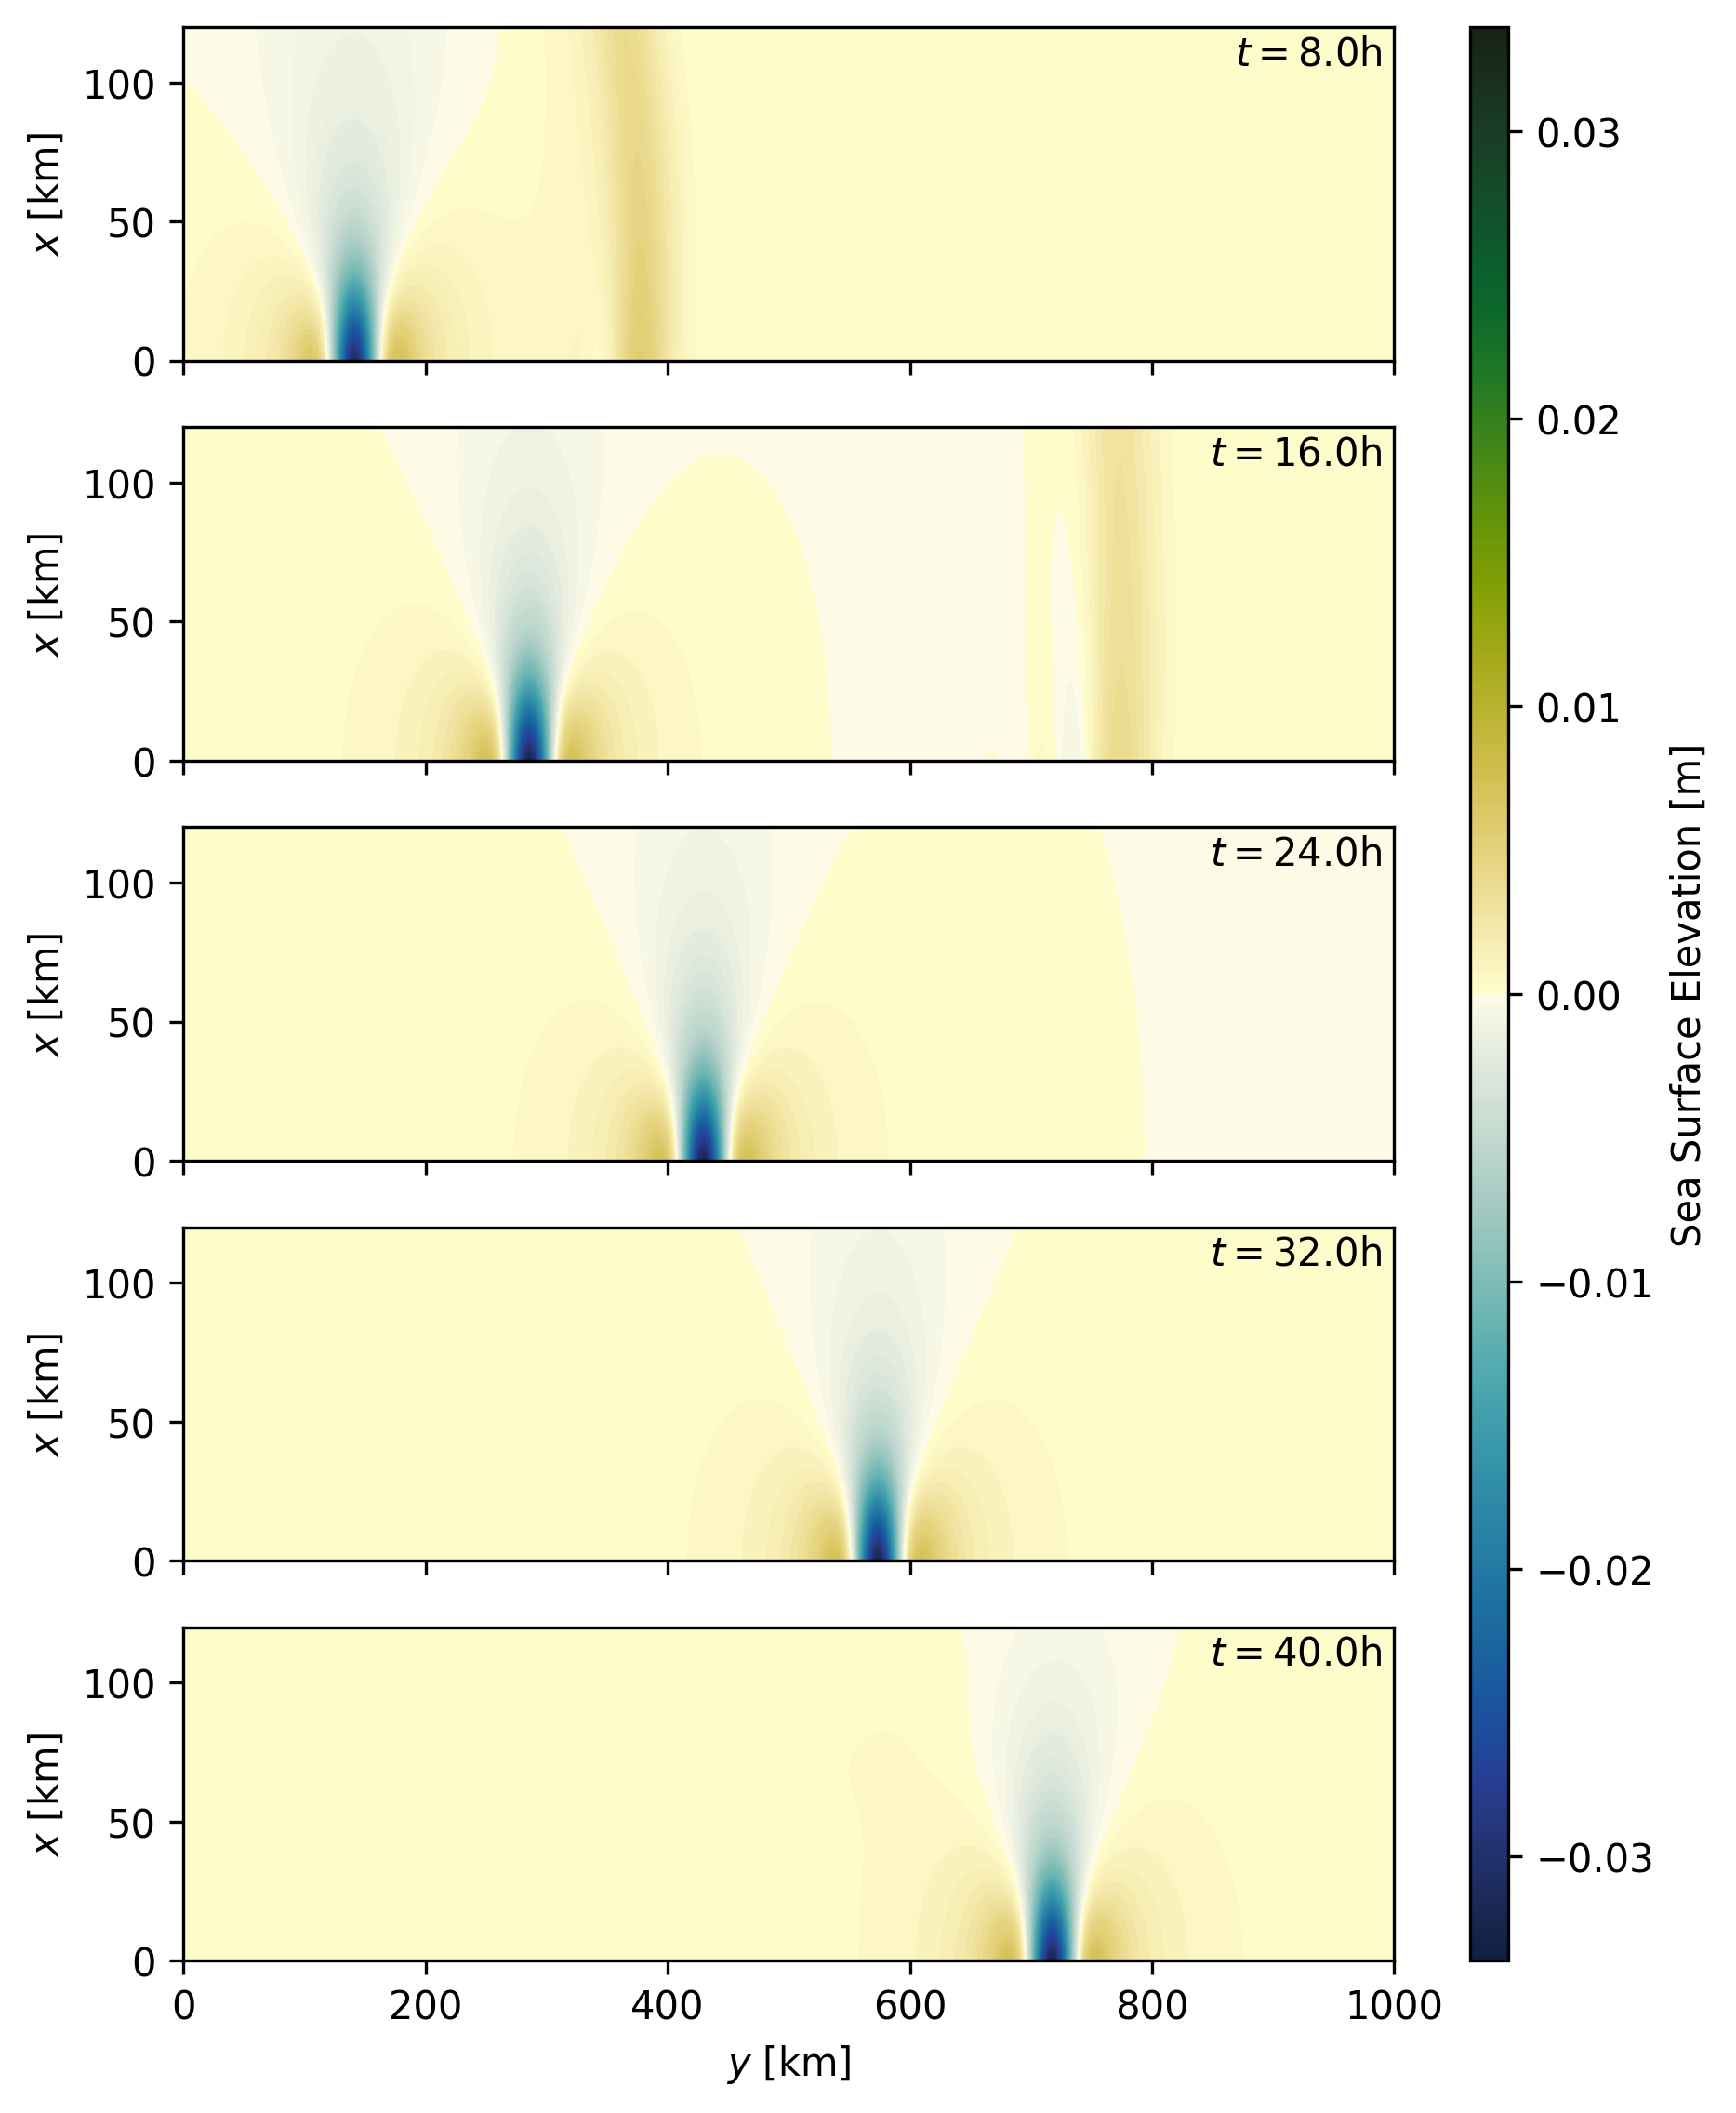 t = 8.0h
100
50
0
x [km]
t = 16.0h
100
50
0
x [km]
t = 24.0h
100
50
0
x [km]
t = 32.0h
100
50
0
x [km]
t = 40.0h
100
50
0
x [km]
0 200 400 600 800 1000
y [km]
0.03
0.02
0.01
0.00
−0.01
−0.02
−0.03
Sea Surface Elevation [m]